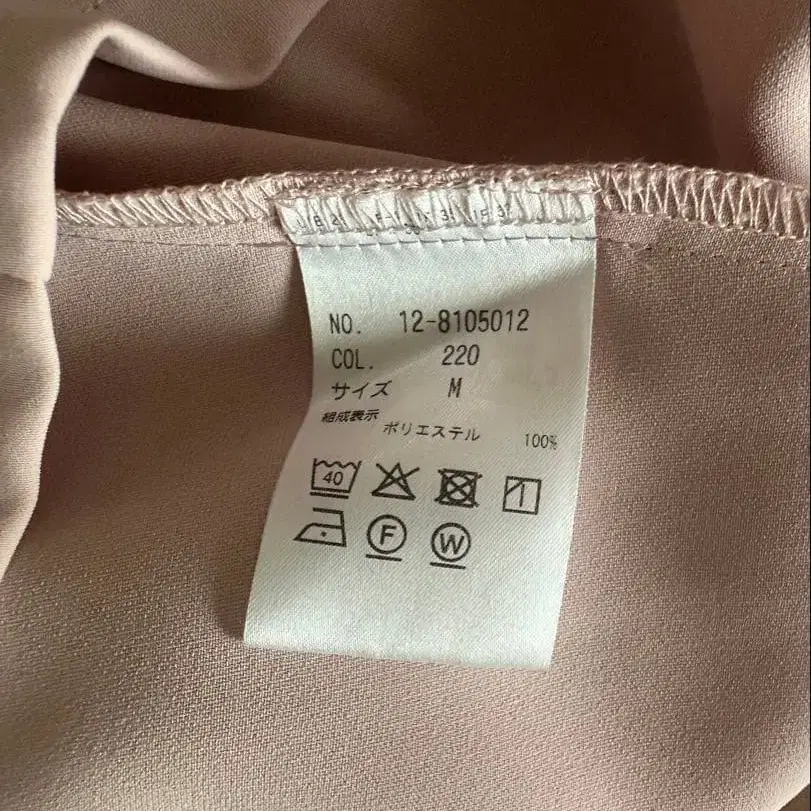 NO. 12-8105012
COL. 220
サイズ M
組成表示
ポリエステル 100%
40
F W